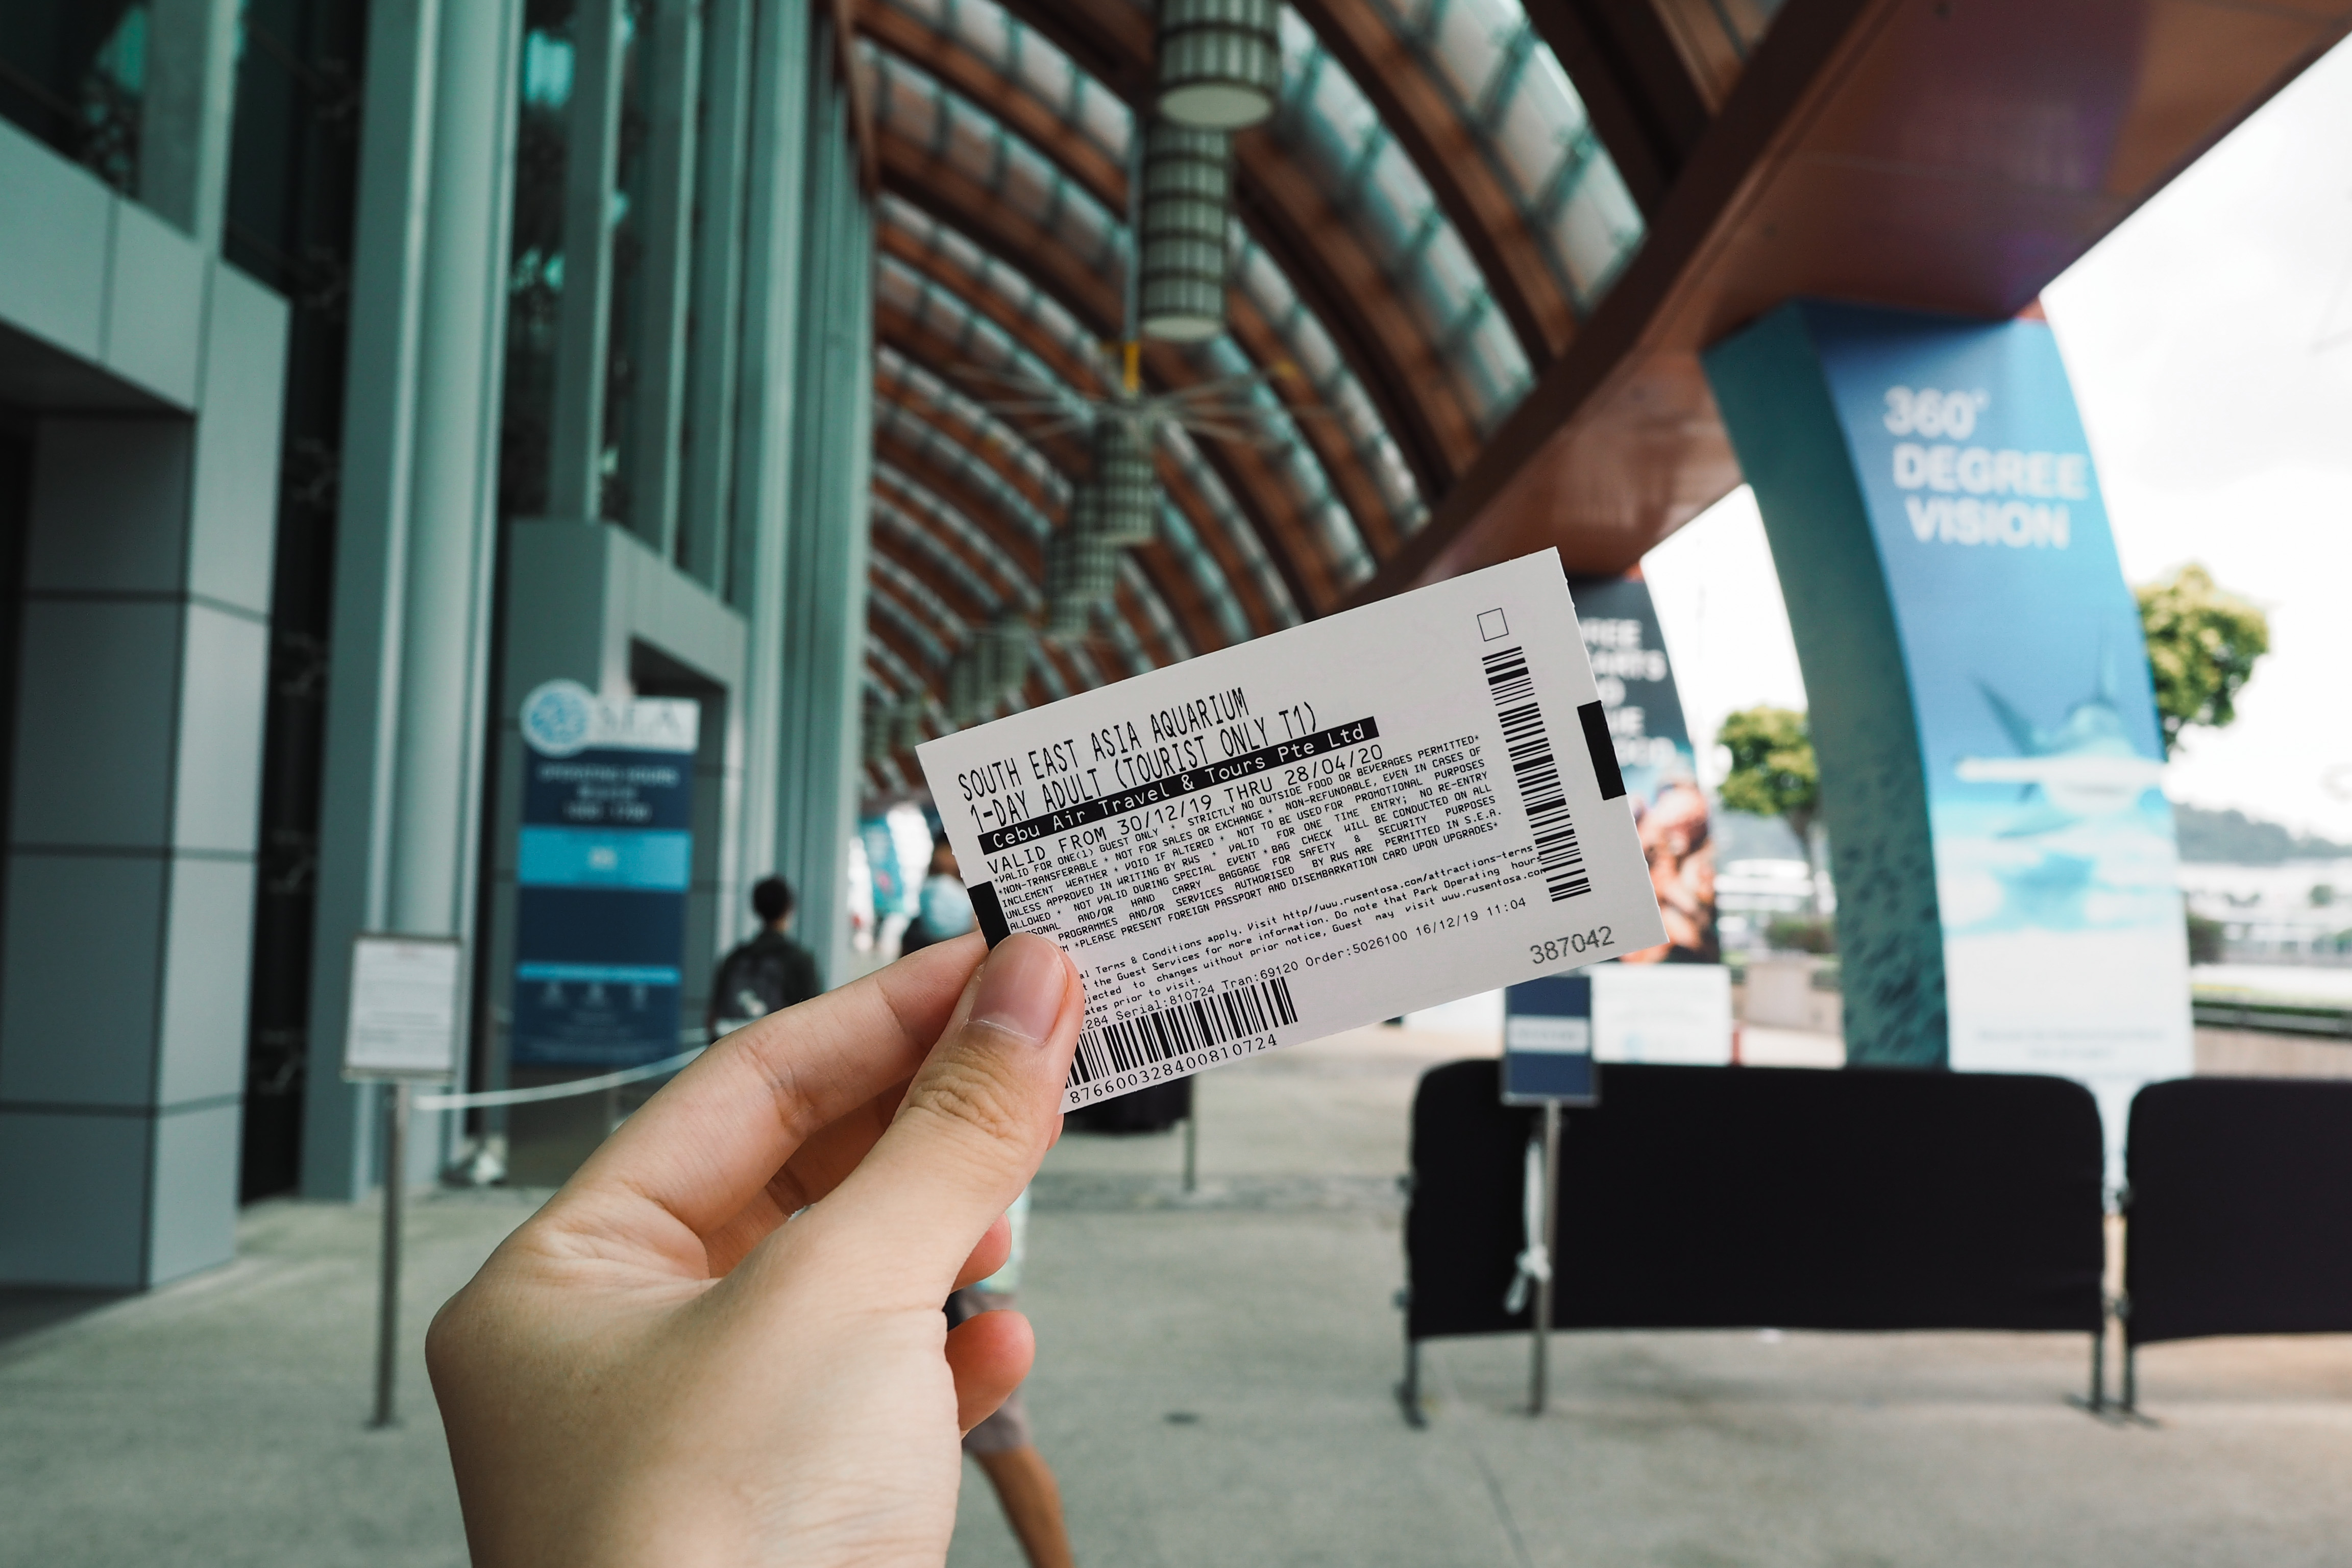 SOUTH EAST ASIA AQUARIUM
1-DAY ADULT (TOURIST ONLY T1)
Cebu Air Travel & Tours Pte Ltd
VALID FROM 30/12/19 THRU 28/04/20
*VALID FOR ONE(1) GUEST ONLY * STRICTLY NO OUTSIDE FOOD OR BEVERAGES PERMITTED*
*NON-TRANSFERABLE * NOT FOR SALES OR EXCHANGE * NON-REFUNDABLE, EVEN IN CASES OF
INCLEMENT WEATHER * VOID IF ALTERED * NOT TO BE USED FOR PROMOTIONAL PURPOSES
UNLESS APPROVED IN WRITING BY RWS * VALID FOR ONE TIME ENTRY; NO RE-ENTRY
ALLOWED * NOT VALID DURING SPECIAL EVENT *BAG CHECK WILL BE CONDUCTED ON ALL
AND/OR HAND CARRY BAGGAGE FOR SAFETY & SECURITY PURPOSES
PROGRAMMES AND/OR SERVICES AUTHORISED BY RWS ARE PERMITTED IN S.E.A.
*PLEASE PRESENT FOREIGN PASSPORT AND DISEMBARKATION CARD UPON UPGRADES*
Terms & Conditions apply. Visit http//www.rusentosa.com/attractions-terms
the Guest Services for more information. Do note that Park Operating hours
to changes without prior notice, Guest may visit www.rusentosa.com
prior to visit.
Serial:810724 Tran:69120 Order:5026100 16/12/19 11:04
387042
876600328400810724
360°
DEGREE
VISION
OPERATING HOURS